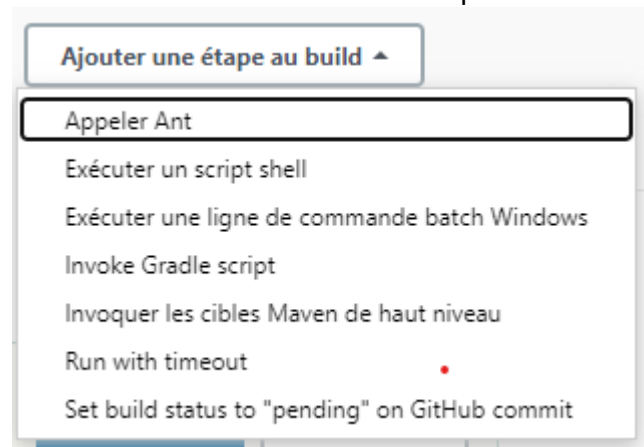 Ajouter une étape au build
Appeler Ant
Exécuter un script shell
Exécuter une ligne de commande batch Windows
Invoke Gradle script
Invoquer les cibles Maven de haut niveau
Run with timeout
Set build status to "pending" on GitHub commit